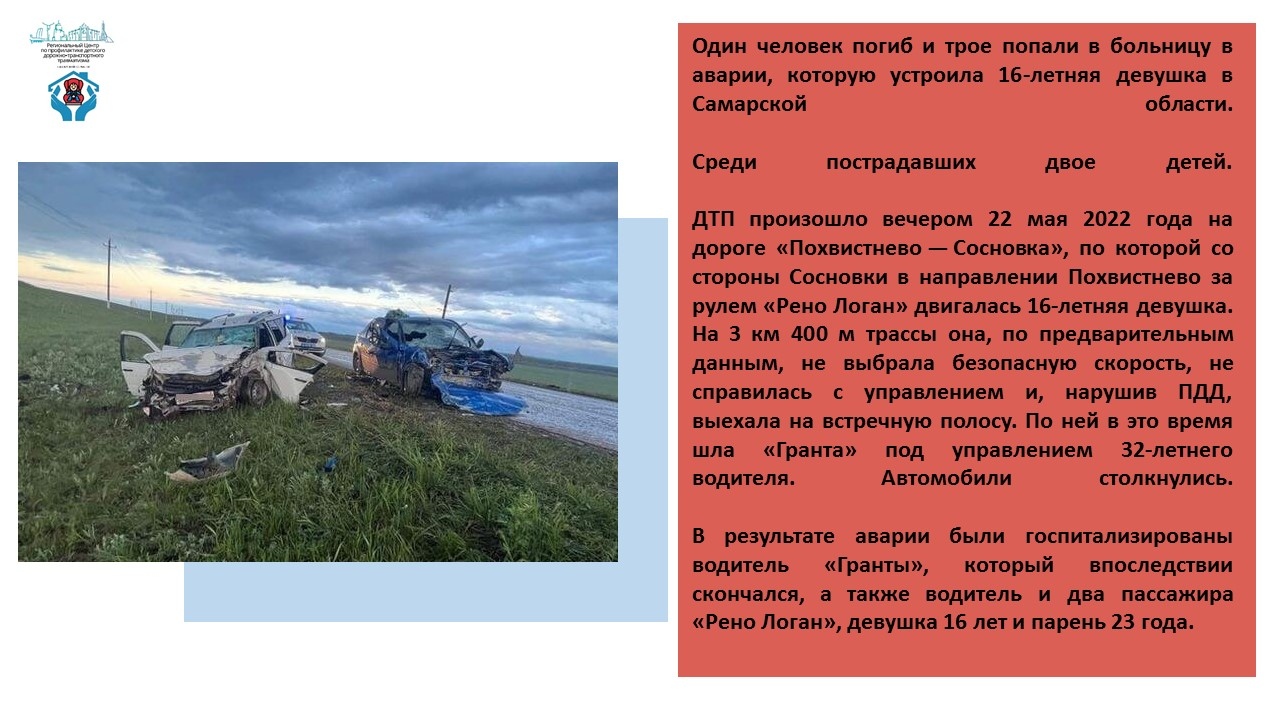 Региональный Центр
по профилактике детского
дорожно-транспортного
травматизма
Один человек погиб и трое попали в больницу в
аварии, которую устроила 16-летняя девушка в
Самарской области.
Среди пострадавших двое детей.
ДТП произошло вечером 22 мая 2022 года на
дороге «Похвистнево — Сосновка», по которой со
стороны Сосновки в направлении Похвистнево за
рулем «Рено Логан» двигалась 16-летняя девушка.
На 3 км 400 м трассы она, по предварительным
данным, не выбрала безопасную скорость, не
справилась с управлением и, нарушив ПДД,
выехала на встречную полосу. По ней в это время
шла «Гранта» под управлением 32-летнего
водителя. Автомобили столкнулись.
В результате аварии были госпитализированы
водитель «Гранты», который впоследствии
скончался, а также водитель и два пассажира
«Рено Логан», девушка 16 лет и парень 23 года.